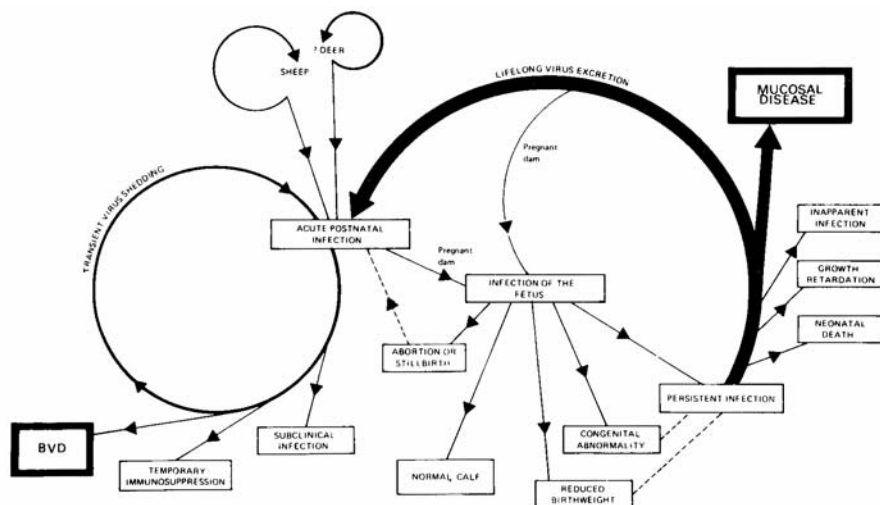 ? DEER
SHEEP
LIFELONG VIRUS EXCRETION
MUCOSAL
DISEASE
Pregnant
dam
TRANSIENT VIRUS SHEDDING
INAPPARENT
INFECTION
ACUTE POSTNATAL
INFECTION
Pregnant
dam
GROWTH
RETARDATION
INFECTION OF THE
FETUS
NEONATAL
DEATH
ABORTION OR
STILLBIRTH
PERSISTENT INFECTION
BVD
SUBCLINICAL
INFECTION
CONGENITAL
ABNORMALITY
TEMPORARY
IMMUNOSUPPRESSION
NORMAL CALF
REDUCED
BIRTHWEIGHT